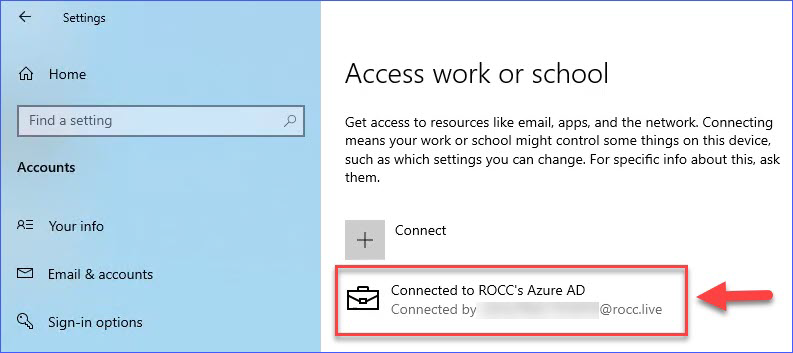 Settings
Home
Find a setting
Accounts
Your info
Email & accounts
Sign-in options
Access work or school
Get access to resources like email, apps, and the network. Connecting
means your work or school might control some things on this device,
such as which settings you can change. For specific info about this, ask
them.
Connect
Connected to ROCC's Azure AD
Connected by @rocc.live